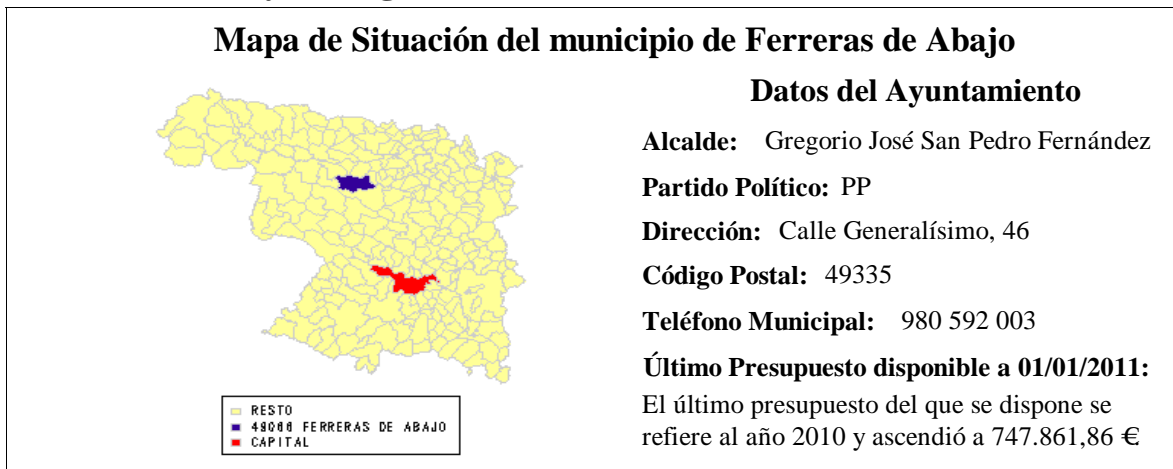 Mapa de Situación del municipio de Ferreras de Abajo
Datos del Ayuntamiento
Alcalde: Gregorio José San Pedro Fernández
Partido Político: PP
Dirección: Calle Generalísimo, 46
Código Postal: 49335
Teléfono Municipal: 980 592 003
Último Presupuesto disponible a 01/01/2011:
El último presupuesto del que se dispone se
refiere al año 2010 y ascendió a 747.861,86 €
RESTO
49066 FERRERAS DE ABAJO
CAPITAL